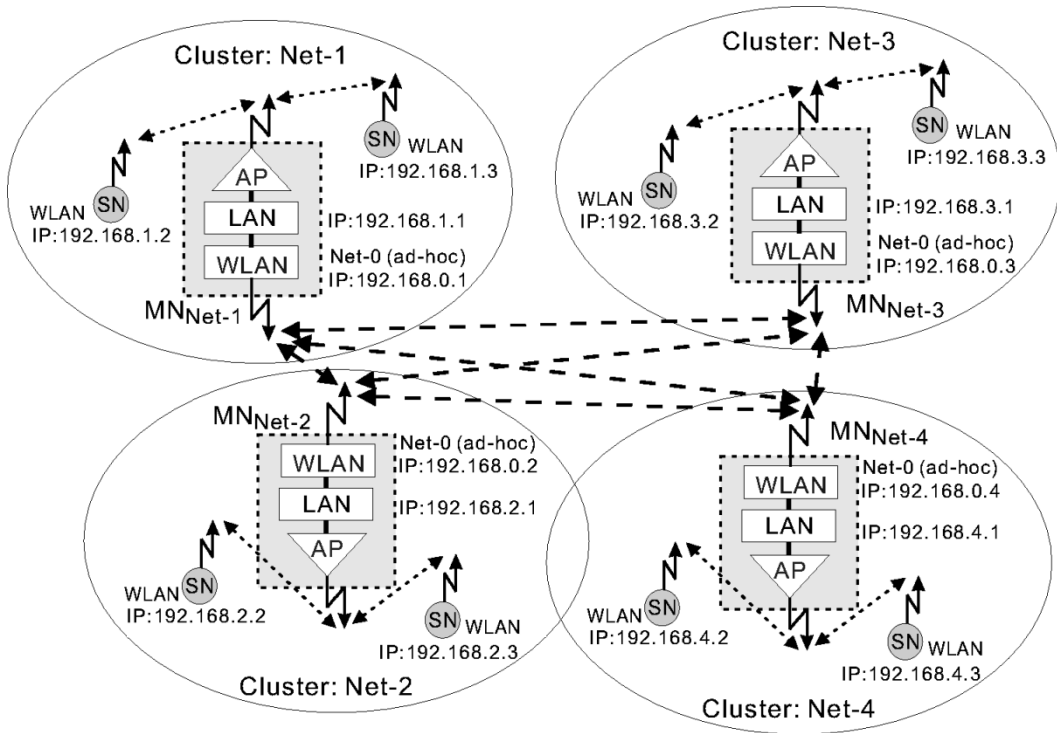 Cluster: Net-1
SN
WLAN
IP:192.168.1.3
SN
WLAN
IP:192.168.1.2
AP
LAN
IP:192.168.1.1
WLAN
Net-0 (ad-hoc)
IP:192.168.0.1
MNNet-1
Cluster: Net-3
SN
WLAN
IP:192.168.3.3
SN
WLAN
IP:192.168.3.2
AP
LAN
IP:192.168.3.1
WLAN
Net-0 (ad-hoc)
IP:192.168.0.3
MNNet-3
MNNet-2
Net-0 (ad-hoc)
WLAN
IP:192.168.0.2
LAN
IP:192.168.2.1
AP
SN
WLAN
IP:192.168.2.2
SN
WLAN
IP:192.168.2.3
Cluster: Net-2
MNNet-4
Net-0 (ad-hoc)
WLAN
IP:192.168.0.4
LAN
IP:192.168.4.1
AP
SN
WLAN
IP:192.168.4.2
SN
WLAN
IP:192.168.4.3
Cluster: Net-4